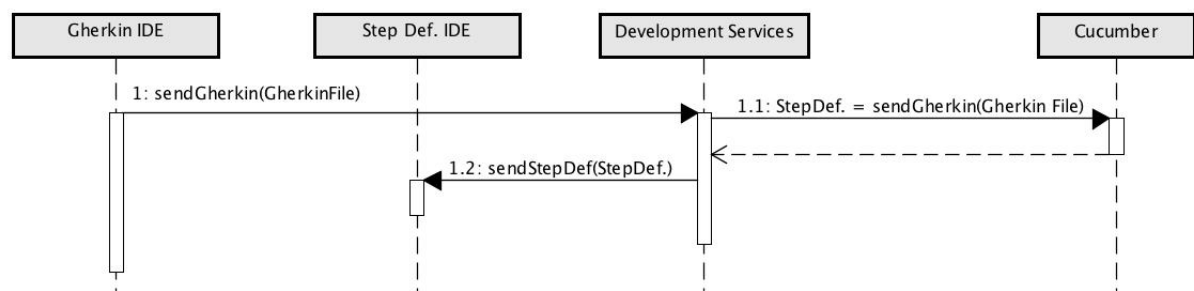 Gherkin IDE
Step Def. IDE
Development Services
Cucumber
1: sendGherkin(GherkinFile)
1.1: StepDef. = sendGherkin(Gherkin File)
1.2: sendStepDef(StepDef.)